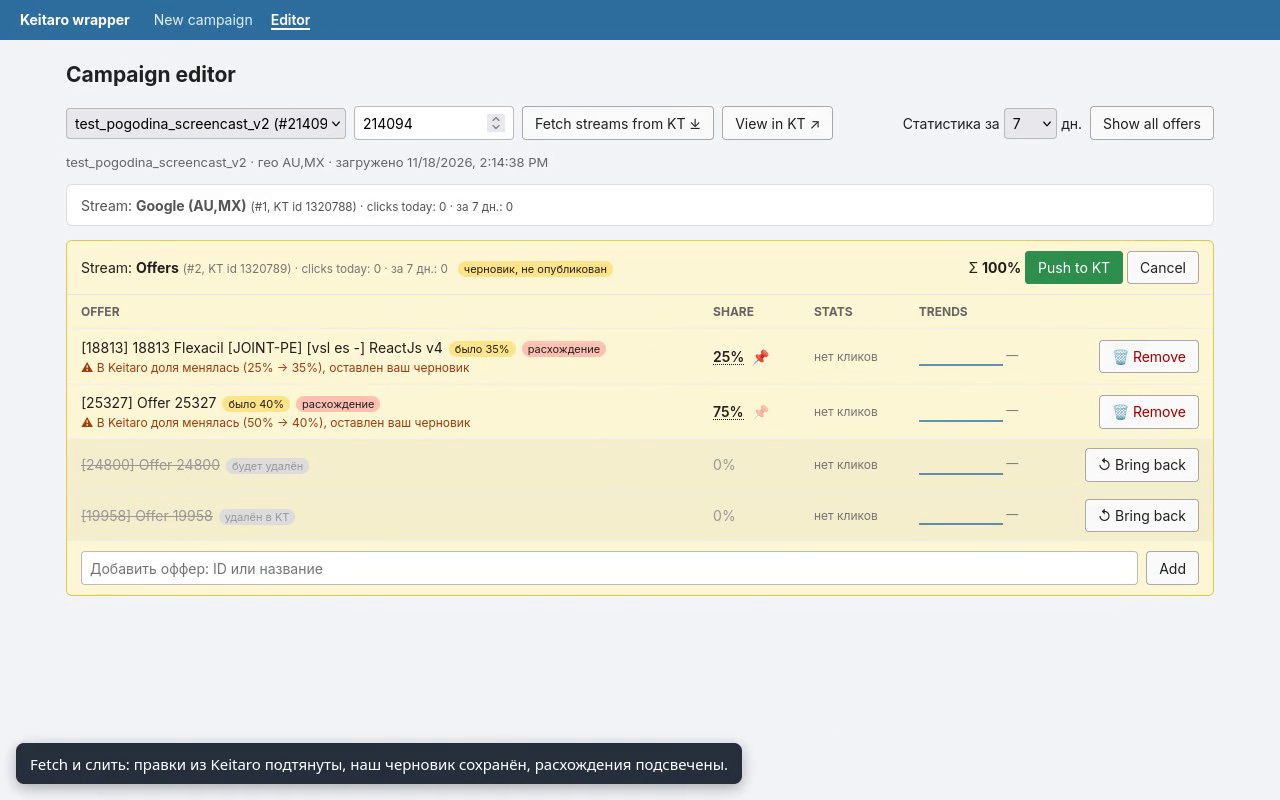 Keitaro wrapper New campaign Editor
Campaign editor
test_pogodina_screencast_v2 (#21409 214094 Fetch streams from KT ↓ View in KT ↗ Статистика за 7 дн. Show all offers
test_pogodina_screencast_v2 · гео AU,MX · загружено 11/18/2026, 2:14:38 PM
Stream: Google (AU,MX) (#1, KT id 1320788) · clicks today: 0 · за 7 дн.: 0
Stream: Offers (#2, KT id 1320789) · clicks today: 0 · за 7 дн.: 0 черновик, не опубликован Σ 100% Push to KT Cancel
OFFER SHARE STATS TRENDS
[18813] 18813 Flexacil [JOINT-PE] [vsl es -] ReactJs v4 было 35% расхождение 25% 📌 нет кликов — 🗑️ Remove
⚠ В Keitaro доля менялась (25% → 35%), оставлен ваш черновик
[25327] Offer 25327 было 40% расхождение 75% 📌 нет кликов — 🗑️ Remove
⚠ В Keitaro доля менялась (50% → 40%), оставлен ваш черновик
[24800] Offer 24800 будет удалён 0% нет кликов — ↺ Bring back
[19958] Offer 19958 удалён в KT 0% нет кликов — ↺ Bring back
Добавить оффер: ID или название Add
Fetch и слить: правки из Keitaro подтянуты, наш черновик сохранён, расхождения подсвечены.